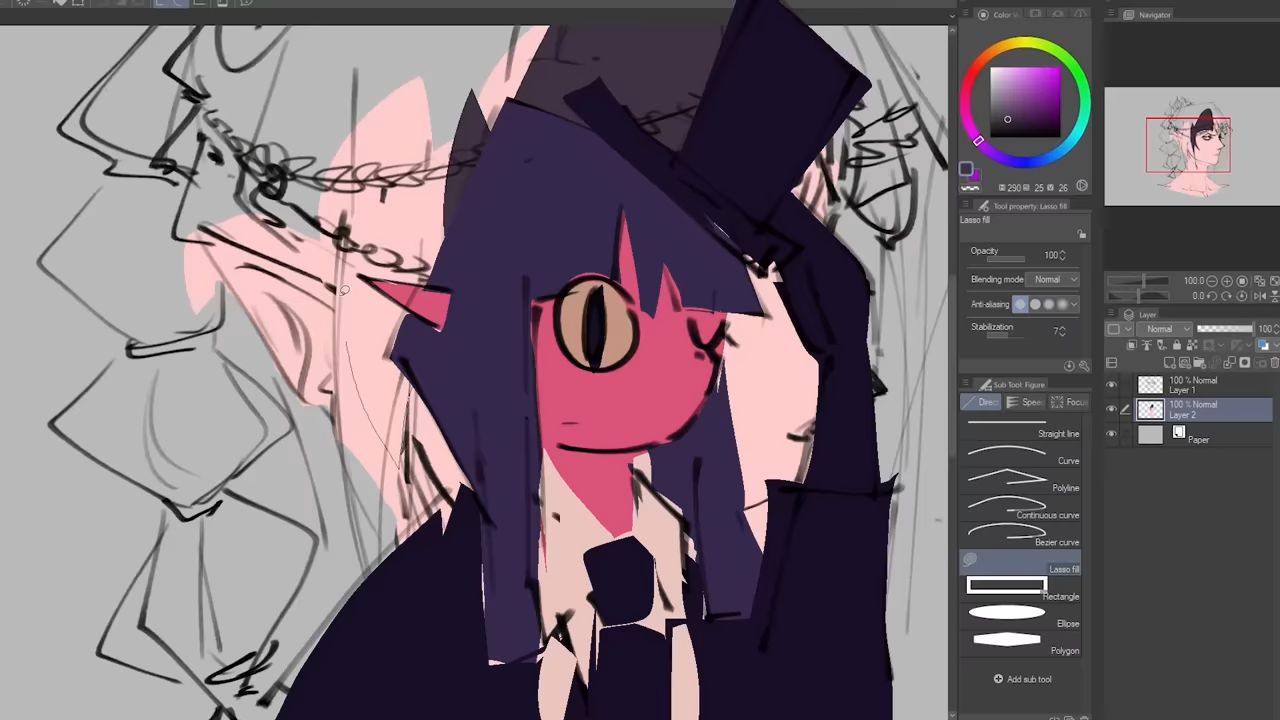 Color W
Navigator
290 S 25 V 26
Tool property: Lasso fill
Lasso fill
Opacity 100
Blending mode Normal
Anti-aliasing
Stabilization 7
100.0
0.0
Layer
Normal 100
100 % Normal
Layer 1
100 % Normal
Layer 2
Paper
Sub Tool: Figure
Direc Spee Focu
Straight line
Curve
Polyline
Continuous curve
Bezier curve
Lasso fill
Rectangle
Ellipse
Polygon
Add sub tool